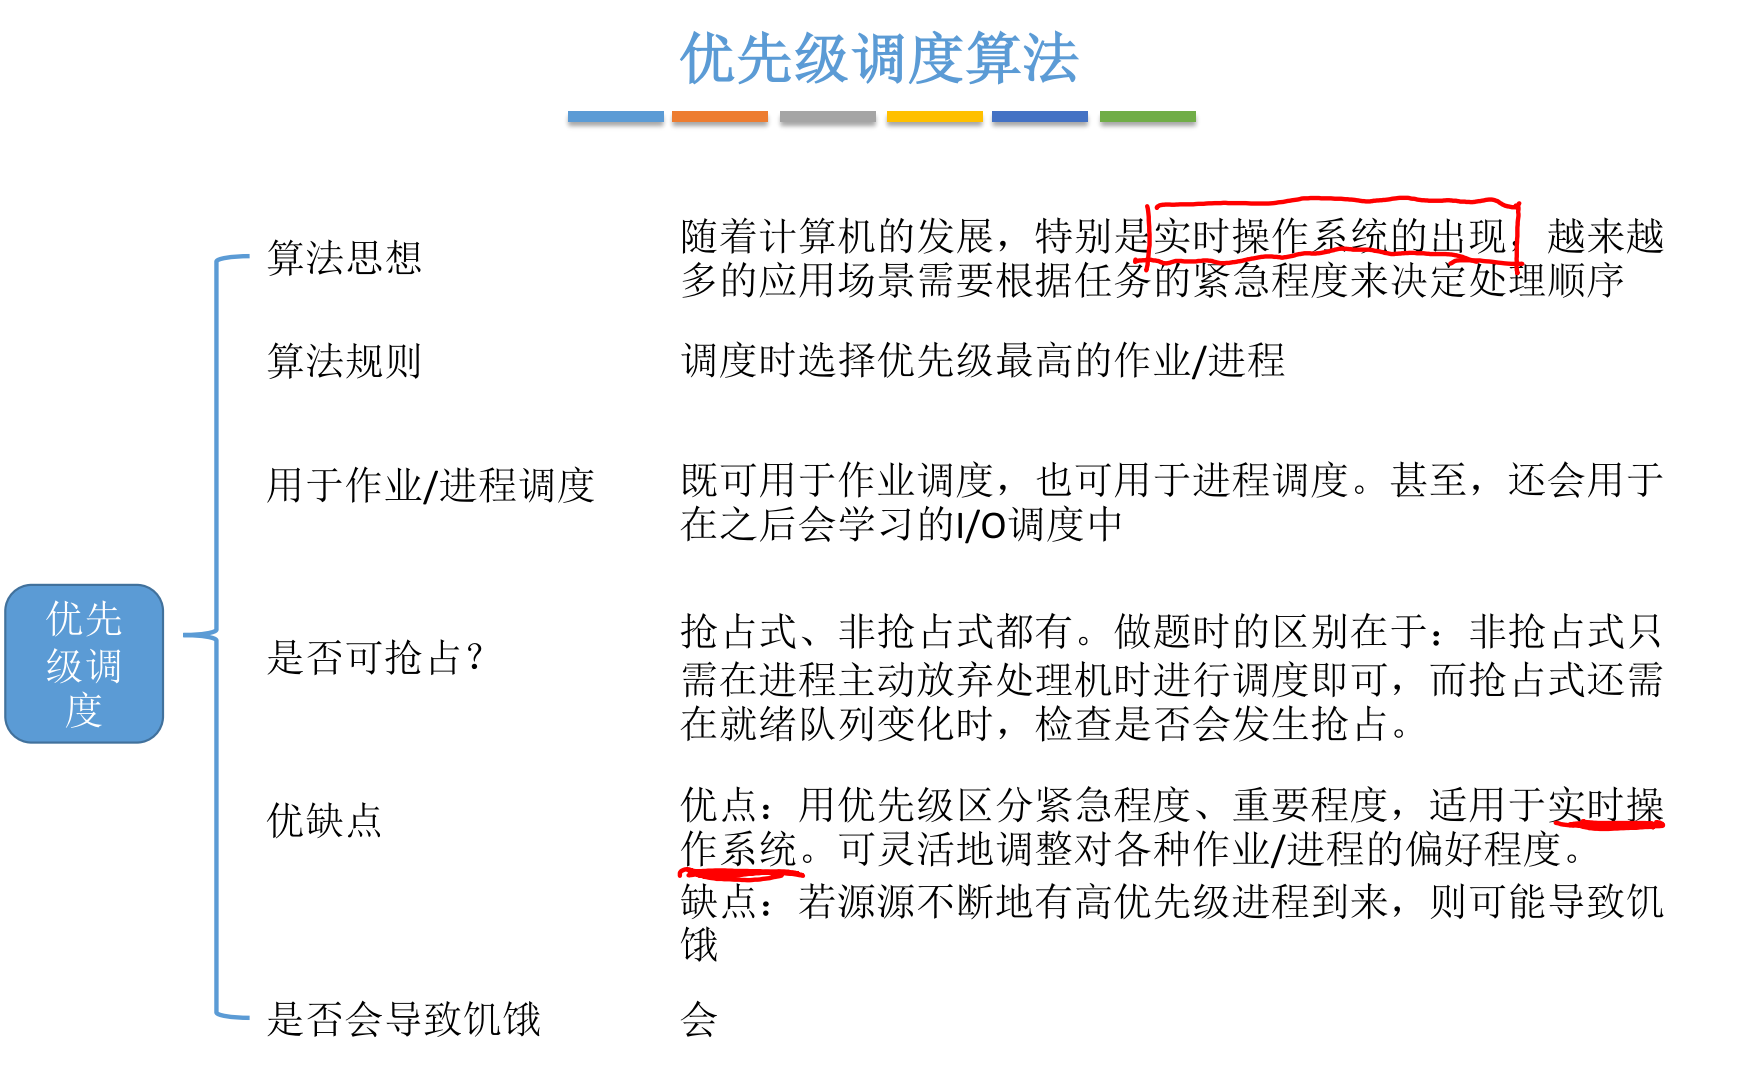 优先级调度算法
算法思想
随着计算机的发展，特别是实时操作系统的出现，越来越
多的应用场景需要根据任务的紧急程度来决定处理顺序
算法规则
调度时选择优先级最高的作业/进程
用于作业/进程调度
既可用于作业调度，也可用于进程调度。甚至，还会用于
在之后会学习的I/O调度中
优先
级调
度
是否可抢占？
抢占式、非抢占式都有。做题时的区别在于：非抢占式只
需在进程主动放弃处理机时进行调度即可，而抢占式还需
在就绪队列变化时，检查是否会发生抢占。
优缺点
优点：用优先级区分紧急程度、重要程度，适用于实时操
作系统。可灵活地调整对各种作业/进程的偏好程度。
缺点：若源源不断地有高优先级进程到来，则可能导致饥
饿
是否会导致饥饿
会